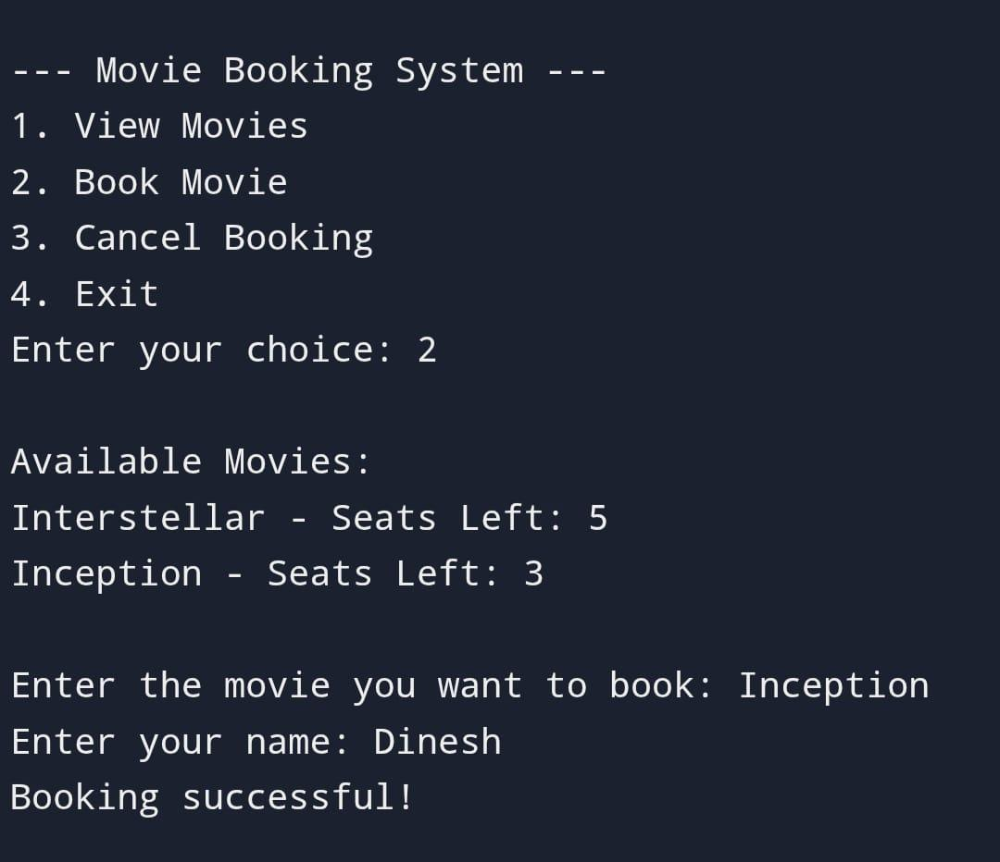 --- Movie Booking System ---
1. View Movies
2. Book Movie
3. Cancel Booking
4. Exit
Enter your choice: 2
Available Movies:
Interstellar - Seats Left: 5
Inception - Seats Left: 3
Enter the movie you want to book: Inception
Enter your name: Dinesh
Booking successful!